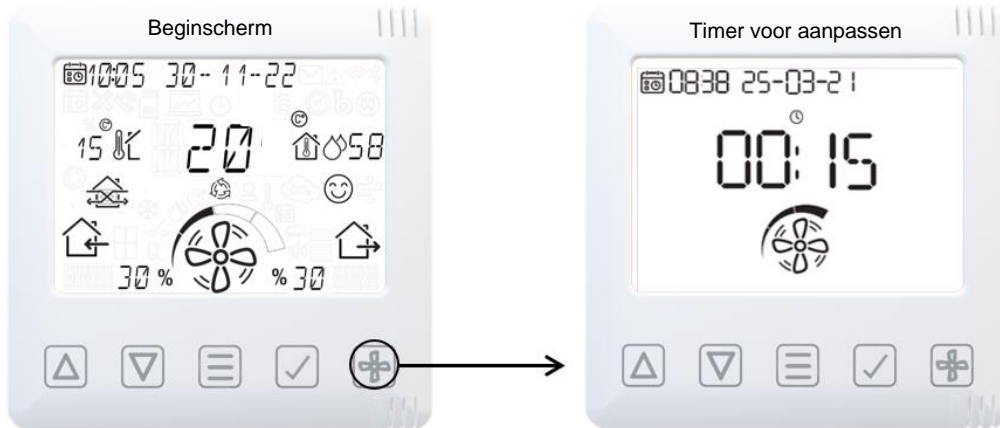 Beginscherm
10:05 30-11-22
15
C°
20
C°
58
30 %
% 30
Timer voor aanpassen
0838 25-03-21
00:15